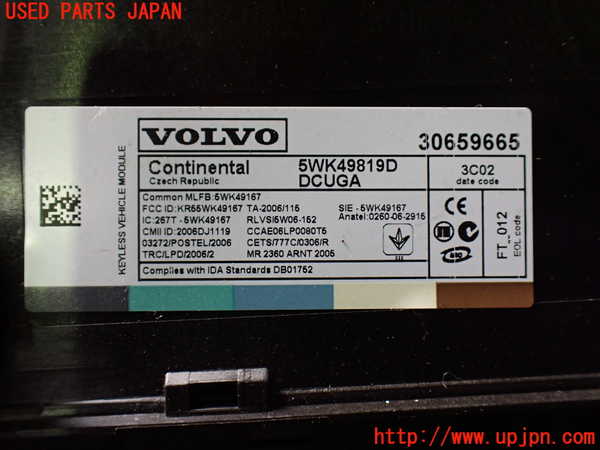 USED PARTS JAPAN
KEYLESS VEHICLE MODULE
VOLVO
30659665
Continental
Czech Republic
5WK49819D
DCUGA
3C02
date code
Common MLFB:5WK49167
FCC ID:KR55WK49167 TA-2006/115
SIE - 5WK49167
IC:267T - 5WK49167
RLVSI5W06-152
Anatel:0260-06-2915
CMII ID:2006DJ1119
CCAE06LP0080T5
03272/POSTEL/2006
CETS/777C/0306/R
TRC/LPD/2006/2
MR 2360 ARNT 2005
Complies with IDA Standards DB01752
CE
FT_012
EOL code
http://www.upjpn.com/